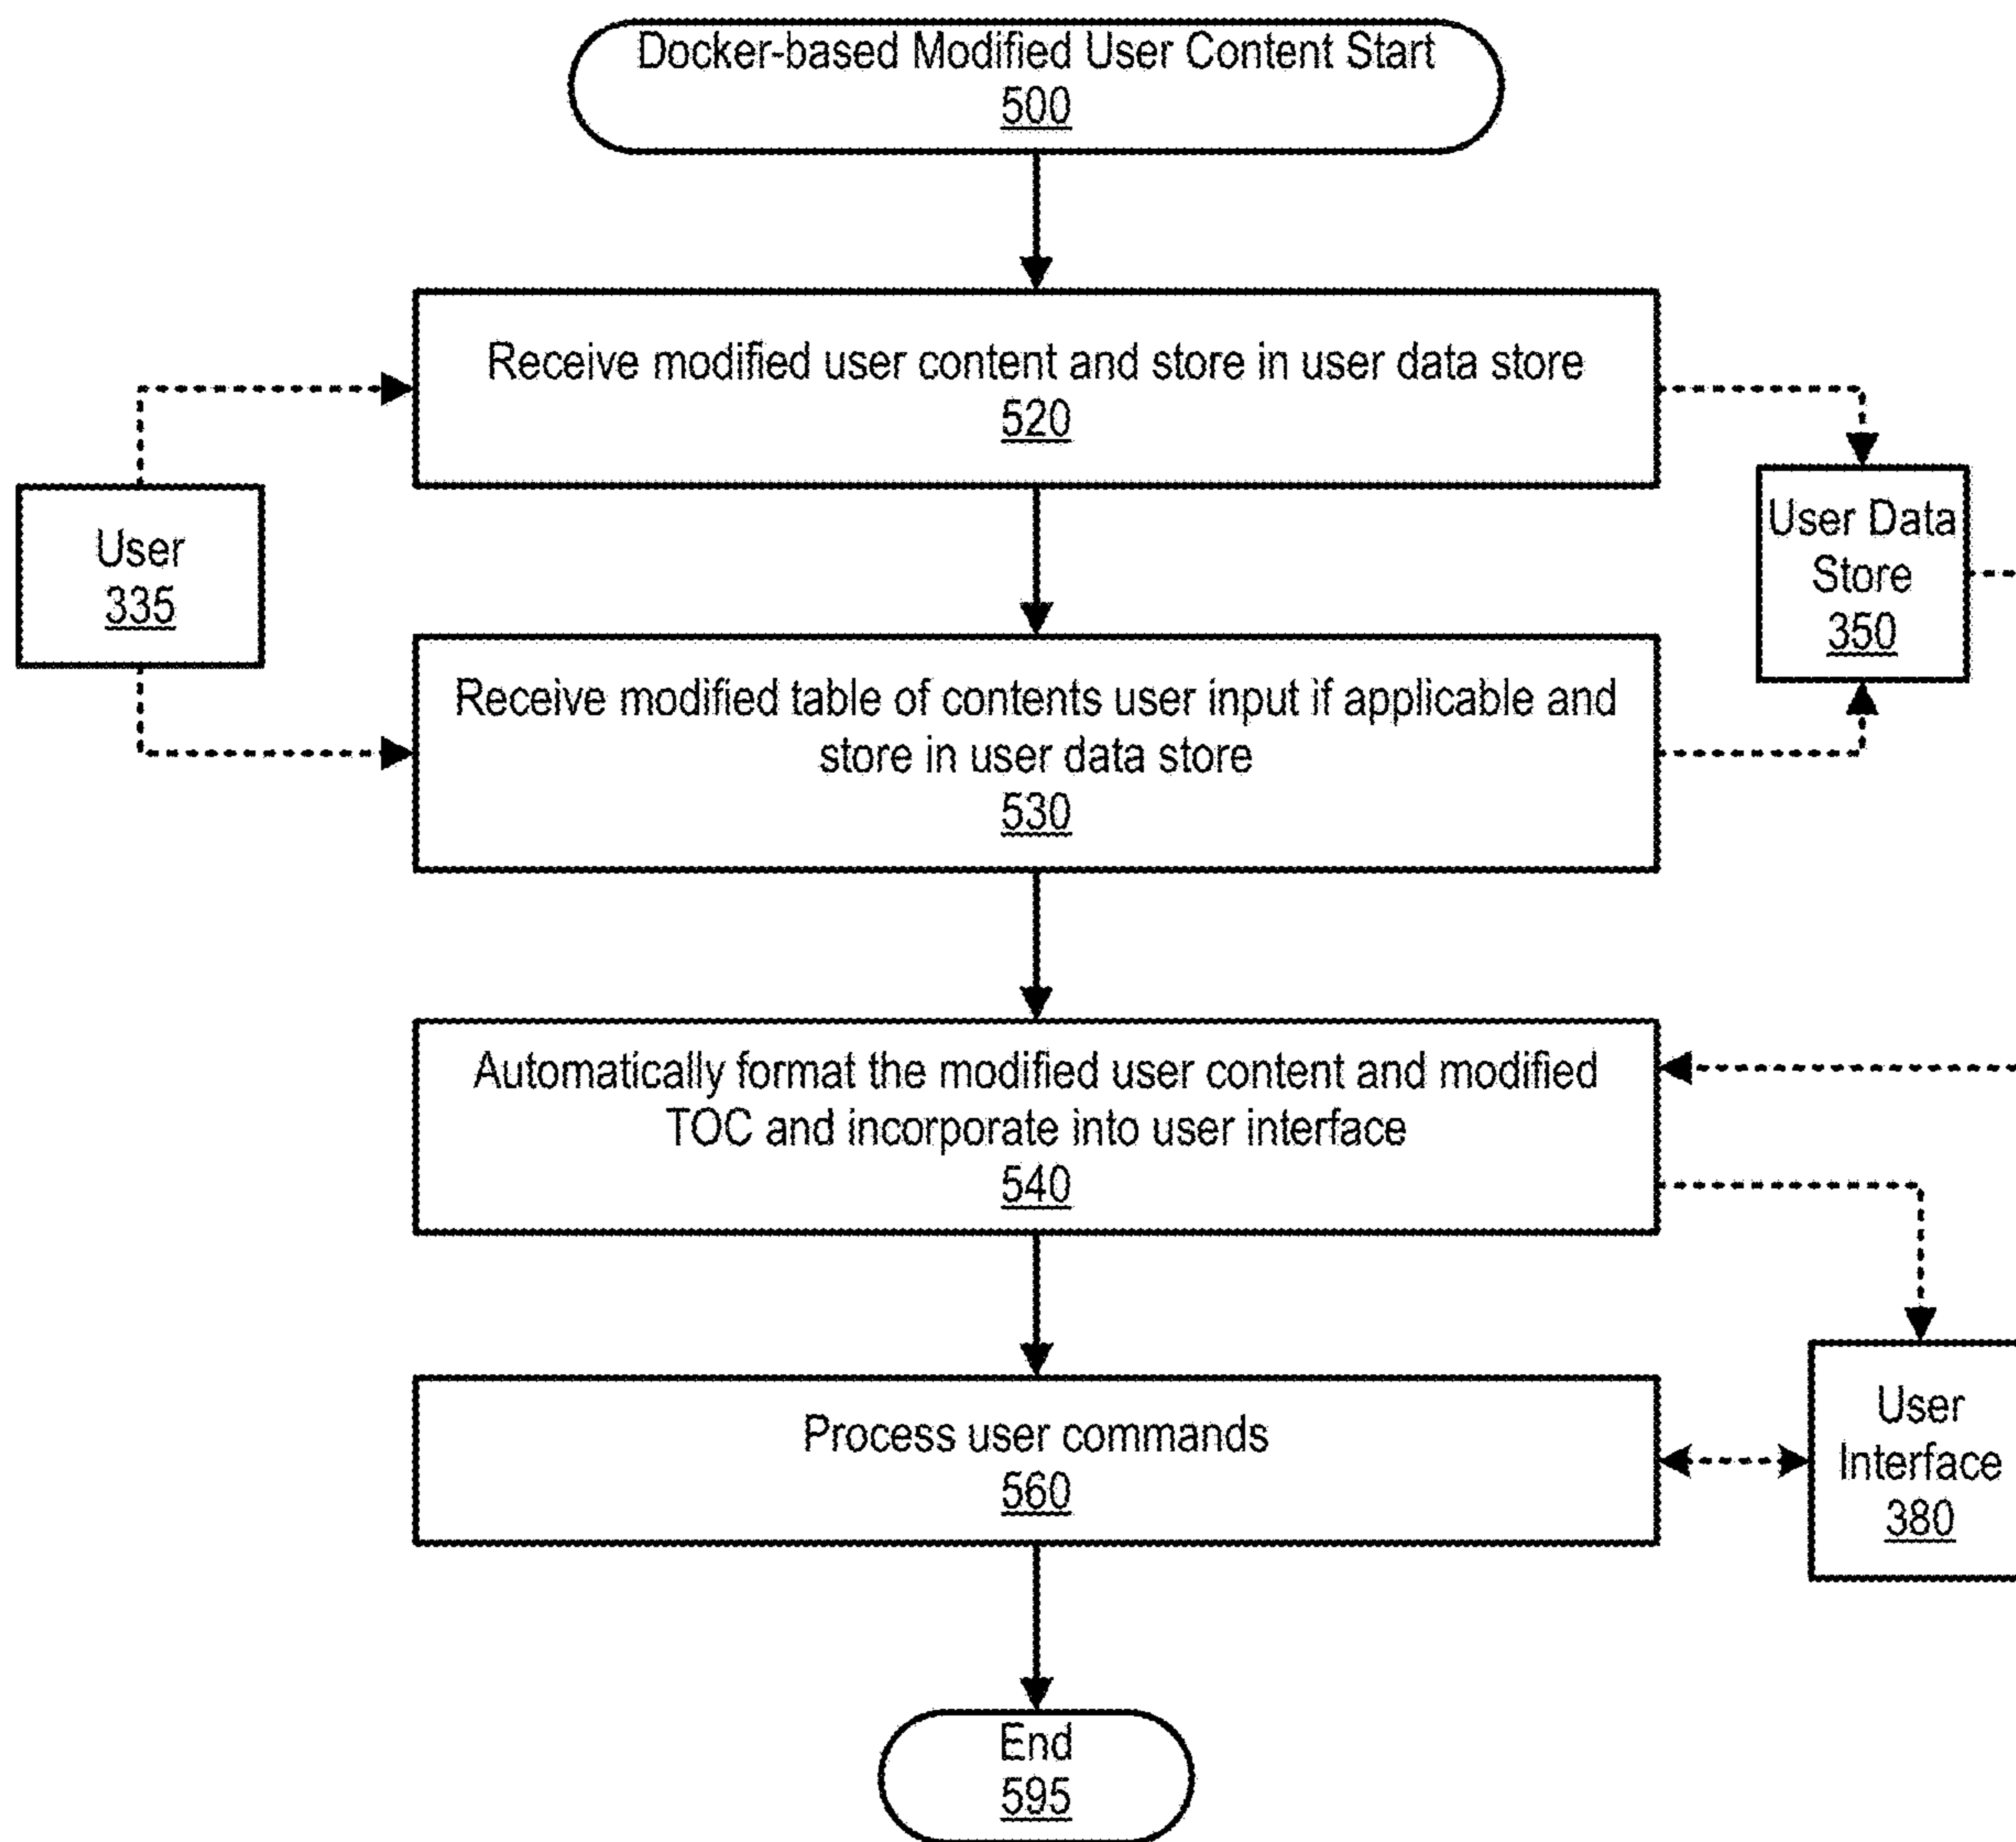 Docker-based Modified User Content Start
500
Receive modified user content and store in user data store
520
User
335
User Data
Store
350
Receive modified table of contents user input if applicable and
store in user data store
530
Automatically format the modified user content and modified
TOC and incorporate into user interface
540
Process user commands
560
User
Interface
380
End
595